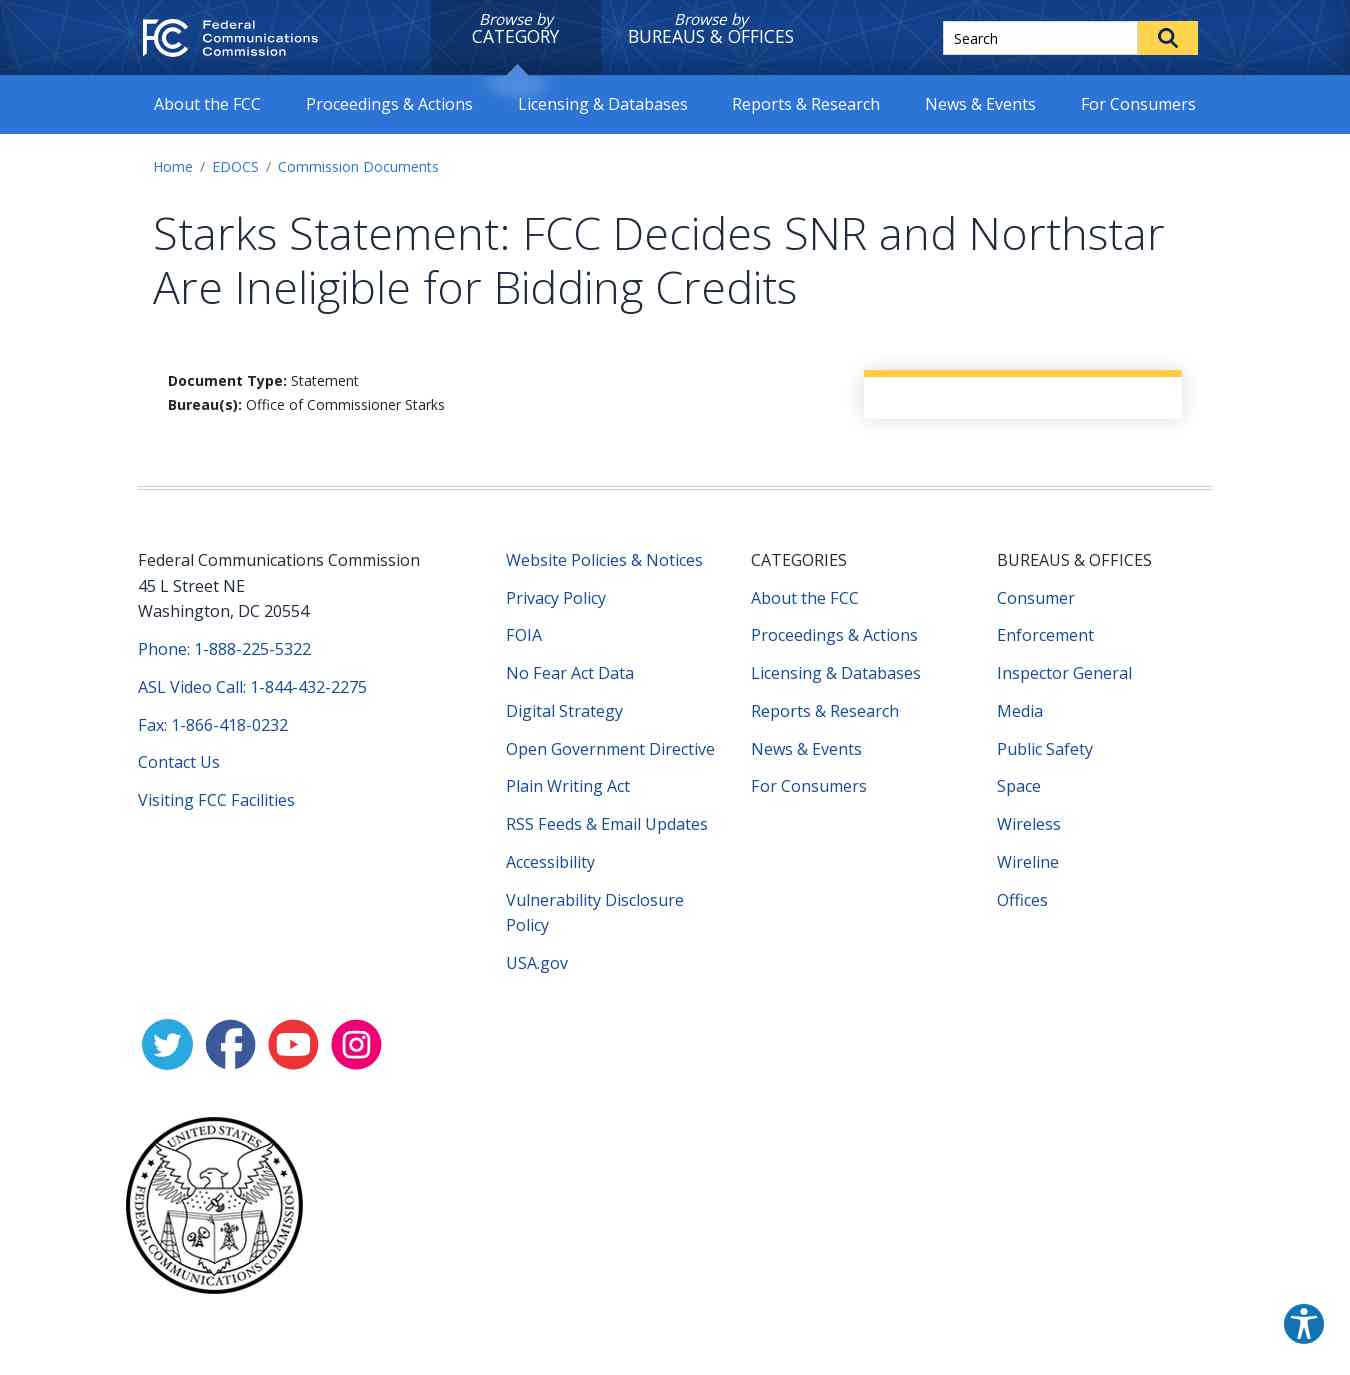 Federal
Communications
Commission
Browse by
CATEGORY
Browse by
BUREAUS & OFFICES
Search
About the FCC
Proceedings & Actions
Licensing & Databases
Reports & Research
News & Events
For Consumers
Home / EDOCS / Commission Documents
Starks Statement: FCC Decides SNR and Northstar
Are Ineligible for Bidding Credits
Document Type: Statement
Bureau(s): Office of Commissioner Starks
Federal Communications Commission
45 L Street NE
Washington, DC 20554
Phone: 1-888-225-5322
ASL Video Call: 1-844-432-2275
Fax: 1-866-418-0232
Contact Us
Visiting FCC Facilities
Website Policies & Notices
Privacy Policy
FOIA
No Fear Act Data
Digital Strategy
Open Government Directive
Plain Writing Act
RSS Feeds & Email Updates
Accessibility
Vulnerability Disclosure
Policy
USA.gov
CATEGORIES
About the FCC
Proceedings & Actions
Licensing & Databases
Reports & Research
News & Events
For Consumers
BUREAUS & OFFICES
Consumer
Enforcement
Inspector General
Media
Public Safety
Space
Wireless
Wireline
Offices
UNITED STATES
FEDERAL COMMUNICATIONS COMMISSION